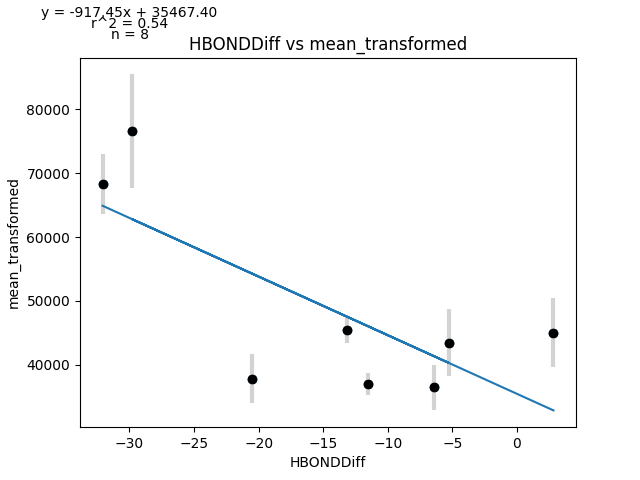 y = -917.45x + 35467.40
r^2 = 0.54
n = 8
HBONDDiff vs mean_transformed
80000
70000
60000
50000
40000
mean_transformed
−30
−25
−20
−15
−10
−5
0
HBONDDiff